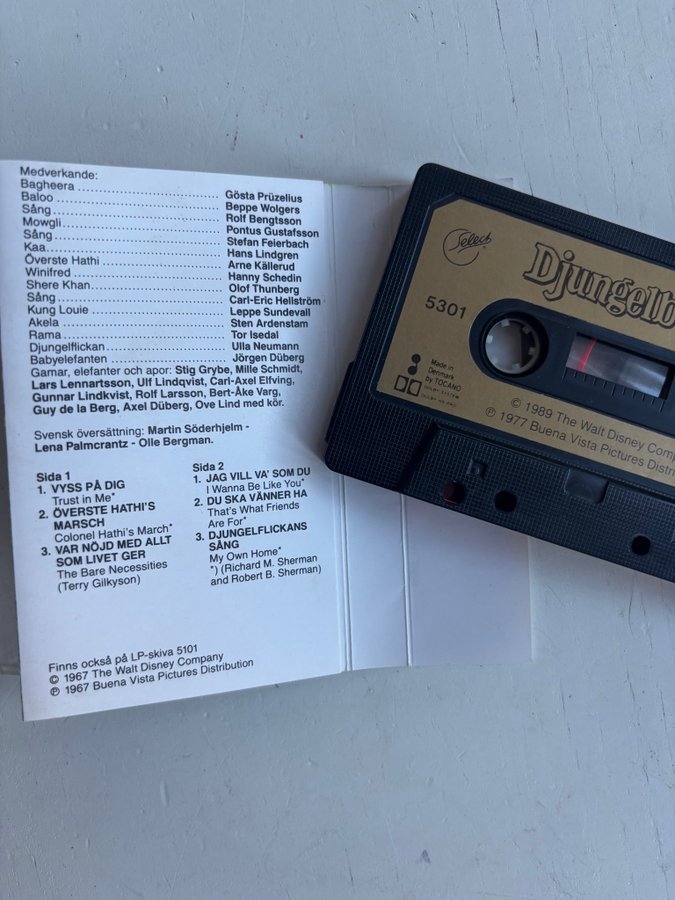 Medverkande:
Bagheera ........ Gösta Prüzelius
Baloo ........ Beppe Wolgers
Sång ........ Rolf Bengtsson
Mowgli ........ Pontus Gustafsson
Sång ........ Stefan Feierbach
Kaa ........ Hans Lindgren
Överste Hathi ........ Arne Källerud
Winifred ........ Hanny Schedin
Shere Khan ........ Olof Thunberg
Sång ........ Carl-Eric Hellström
Kung Louie ........ Leppe Sundevall
Akela ........ Sten Ardenstam
Rama ........ Tor Isedal
Djungelflickan ........ Ulla Neumann
Babyelefanten ........ Jörgen Düberg
Gamar, elefanter och apor: Stig Grybe, Mille Schmidt,
Lars Lennartsson, Ulf Lindqvist, Carl-Axel Elfving,
Gunnar Lindkvist, Rolf Larsson, Bert-Åke Varg,
Guy de la Berg, Axel Düberg, Ove Lind med kör.
Svensk översättning: Martin Söderhjelm -
Lena Palmcrantz - Olle Bergman.
Sida 1
1. VYSS PÅ DIG
Trust in Me*
2. ÖVERSTE HATHI'S
MARSCH
Colonel Hathi's March*
3. VAR NÖJD MED ALLT
SOM LIVET GER
The Bare Necessities
(Terry Gilkyson)
Sida 2
1. JAG VILL VA' SOM DU
I Wanna Be Like You*
2. DU SKA VÄNNER HA
That's What Friends
Are For*
3. DJUNGELFLICKANS
SÅNG
My Own Home*
*) (Richard M. Sherman
and Robert B. Sherman)
Finns också på LP-skiva 5101
© 1967 The Walt Disney Company
℗ 1967 Buena Vista Pictures Distribution
Select
Djungelb
5301
Made in
Denmark
by TOCANO
DOLBY SYSTEM
© 1989 The Walt Disney Company
℗ 1977 Buena Vista Pictures Distribu